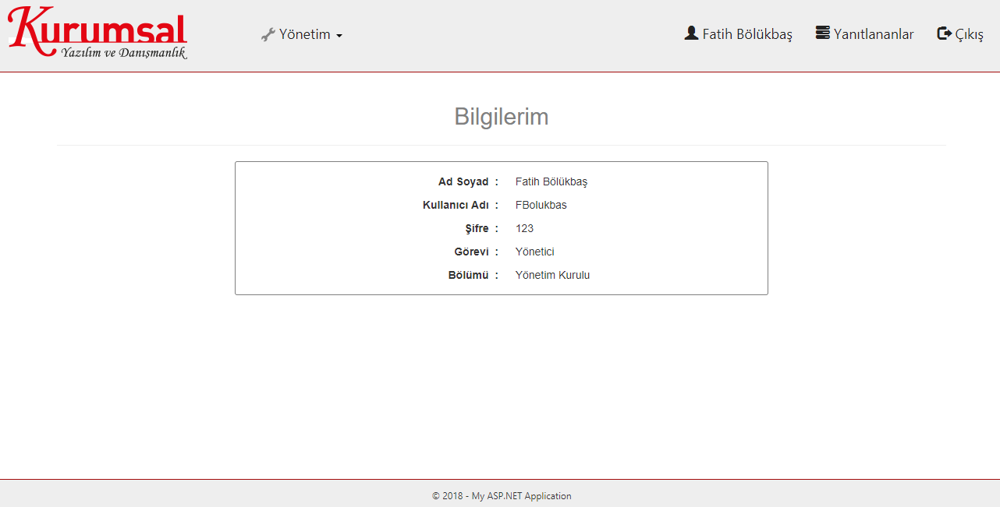 Kurumsal
Yazılım ve Danışmanlık
Yönetim
Fatih Bölükbaş
Yanıtlananlar
Çıkış
Bilgilerim
Ad Soyad : Fatih Bölükbaş
Kullanıcı Adı : FBolukbas
Şifre : 123
Görevi : Yönetici
Bölümü : Yönetim Kurulu
© 2018 - My ASP.NET Application